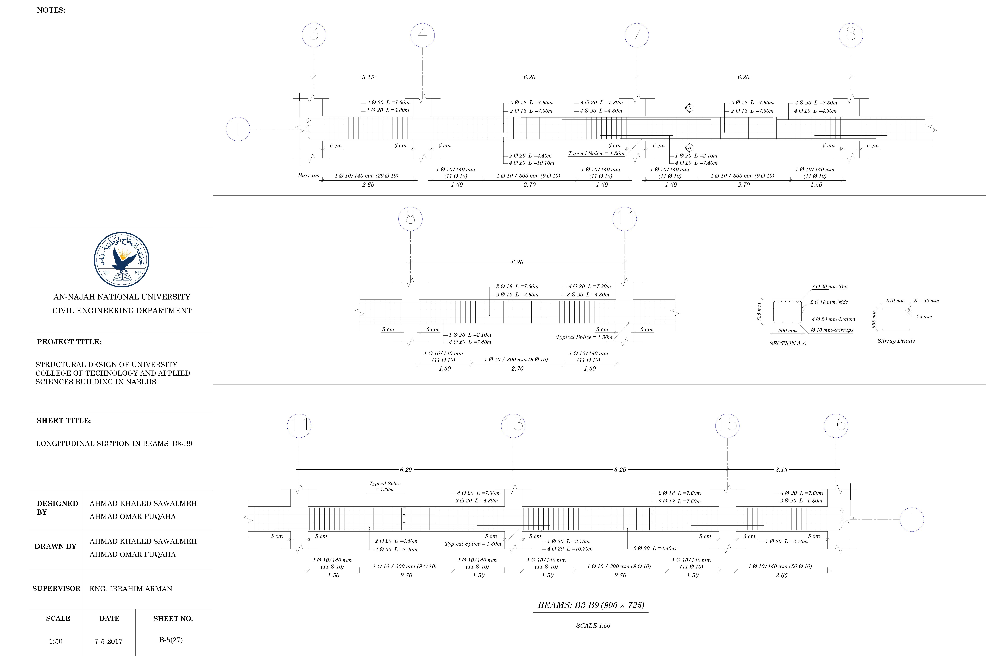 NOTES:
جامعة النجاح الوطنية - نابلس
AN-NAJAH NATIONAL UNIVERSITY
CIVIL ENGINEERING DEPARTMENT
PROJECT TITLE:
STRUCTURAL DESIGN OF UNIVERSITY
COLLEGE OF TECHNOLOGY AND APPLIED
SCIENCES BUILDING IN NABLUS
SHEET TITLE:
LONGITUDINAL SECTION IN BEAMS B3-B9
DESIGNED
BY
AHMAD KHALED SAWALMEH
AHMAD OMAR FUQAHA
DRAWN BY
AHMAD KHALED SAWALMEH
AHMAD OMAR FUQAHA
SUPERVISOR
ENG. IBRAHIM ARMAN
SCALE DATE SHEET NO.
1:50 7-5-2017 B-5(27)
3 4 7 8
3.15 6.20 6.20
4 Ø 20 L =7.60m 2 Ø 18 L =7.60m 4 Ø 20 L =7.30m 2 Ø 18 L =7.60m 4 Ø 20 L =7.30m
1 Ø 20 L =5.80m 2 Ø 18 L =7.60m 4 Ø 20 L =4.30m 2 Ø 18 L =7.60m 4 Ø 20 L =4.30m
A
I
5 cm 5 cm 5 cm 5 cm 5 cm A 5 cm 5 cm
Typical Splice = 1.30m
2 Ø 20 L =4.40m 1 Ø 20 L =2.10m
4 Ø 20 L =10.70m 4 Ø 20 L =7.40m
1 Ø 10/140 mm 1 Ø 10/140 mm 1 Ø 10/140 mm 1 Ø 10/140 mm
Stirrups 1 Ø 10/140 mm (20 Ø 10) (11 Ø 10) 1 Ø 10 / 300 mm (9 Ø 10) (11 Ø 10) (11 Ø 10) 1 Ø 10 / 300 mm (9 Ø 10) (11 Ø 10)
2.65 1.50 2.70 1.50 1.50 2.70 1.50
8 11
6.20
2 Ø 18 L =7.60m 4 Ø 20 L =7.30m
2 Ø 18 L =7.60m 3 Ø 20 L =4.30m
5 cm 5 cm 5 cm 5 cm
1 Ø 20 L =2.10m Typical Splice = 1.30m
4 Ø 20 L =7.40m
1 Ø 10/140 mm 1 Ø 10/140 mm
(11 Ø 10) 1 Ø 10 / 300 mm (9 Ø 10) (11 Ø 10)
1.50 2.70 1.50
8 Ø 20 mm-Top
2 Ø 18 mm/side
4 Ø 20 mm-Bottom
Ø 10 mm-Stirrups
725 mm
900 mm
SECTION A-A
810 mm R = 20 mm
75 mm
635 mm
Stirrup Details
11 13 15 16
6.20 6.20 3.15
Typical Splice
= 1.30m
4 Ø 20 L =7.30m 2 Ø 18 L =7.60m 4 Ø 20 L =7.60m
3 Ø 20 L =4.30m 2 Ø 18 L =7.60m 2 Ø 20 L =5.80m
I
5 cm 5 cm 5 cm 5 cm 5 cm 5 cm 5 cm
2 Ø 20 L =4.40m Typical Splice = 1.30m 1 Ø 20 L =2.10m 1 Ø 20 L =2.10m
4 Ø 20 L =7.40m 4 Ø 20 L =10.70m 2 Ø 20 L =4.40m
1 Ø 10/140 mm 1 Ø 10/140 mm 1 Ø 10/140 mm 1 Ø 10/140 mm
(11 Ø 10) 1 Ø 10 / 300 mm (9 Ø 10) (11 Ø 10) (11 Ø 10) 1 Ø 10 / 300 mm (9 Ø 10) (11 Ø 10) 1 Ø 10/140 mm (20 Ø 10)
1.50 2.70 1.50 1.50 2.70 1.50 2.65
BEAMS: B3-B9 (900 × 725)
SCALE 1:50